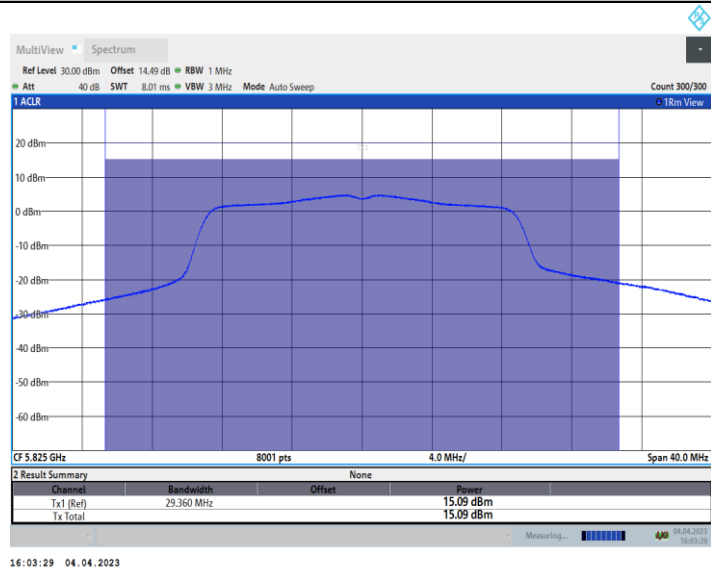 R S
MultiView Spectrum
Ref Level 30.00 dBm Offset 14.49 dB RBW 1 MHz
Att 40 dB SWT 8.01 ms VBW 3 MHz Mode Auto Sweep Count 300/300
1 ACLR 1Rm View
20 dBm
10 dBm
0 dBm
-10 dBm
-20 dBm
-30 dBm
-40 dBm
-50 dBm
-60 dBm
CF 5.825 GHz 8001 pts 4.0 MHz/ Span 40.0 MHz
2 Result Summary None
Channel Bandwidth Offset Power
Tx1 (Ref) 29.360 MHz 15.09 dBm
Tx Total 15.09 dBm
Measuring... 04.04.2023
16:03:29
16:03:29 04.04.2023